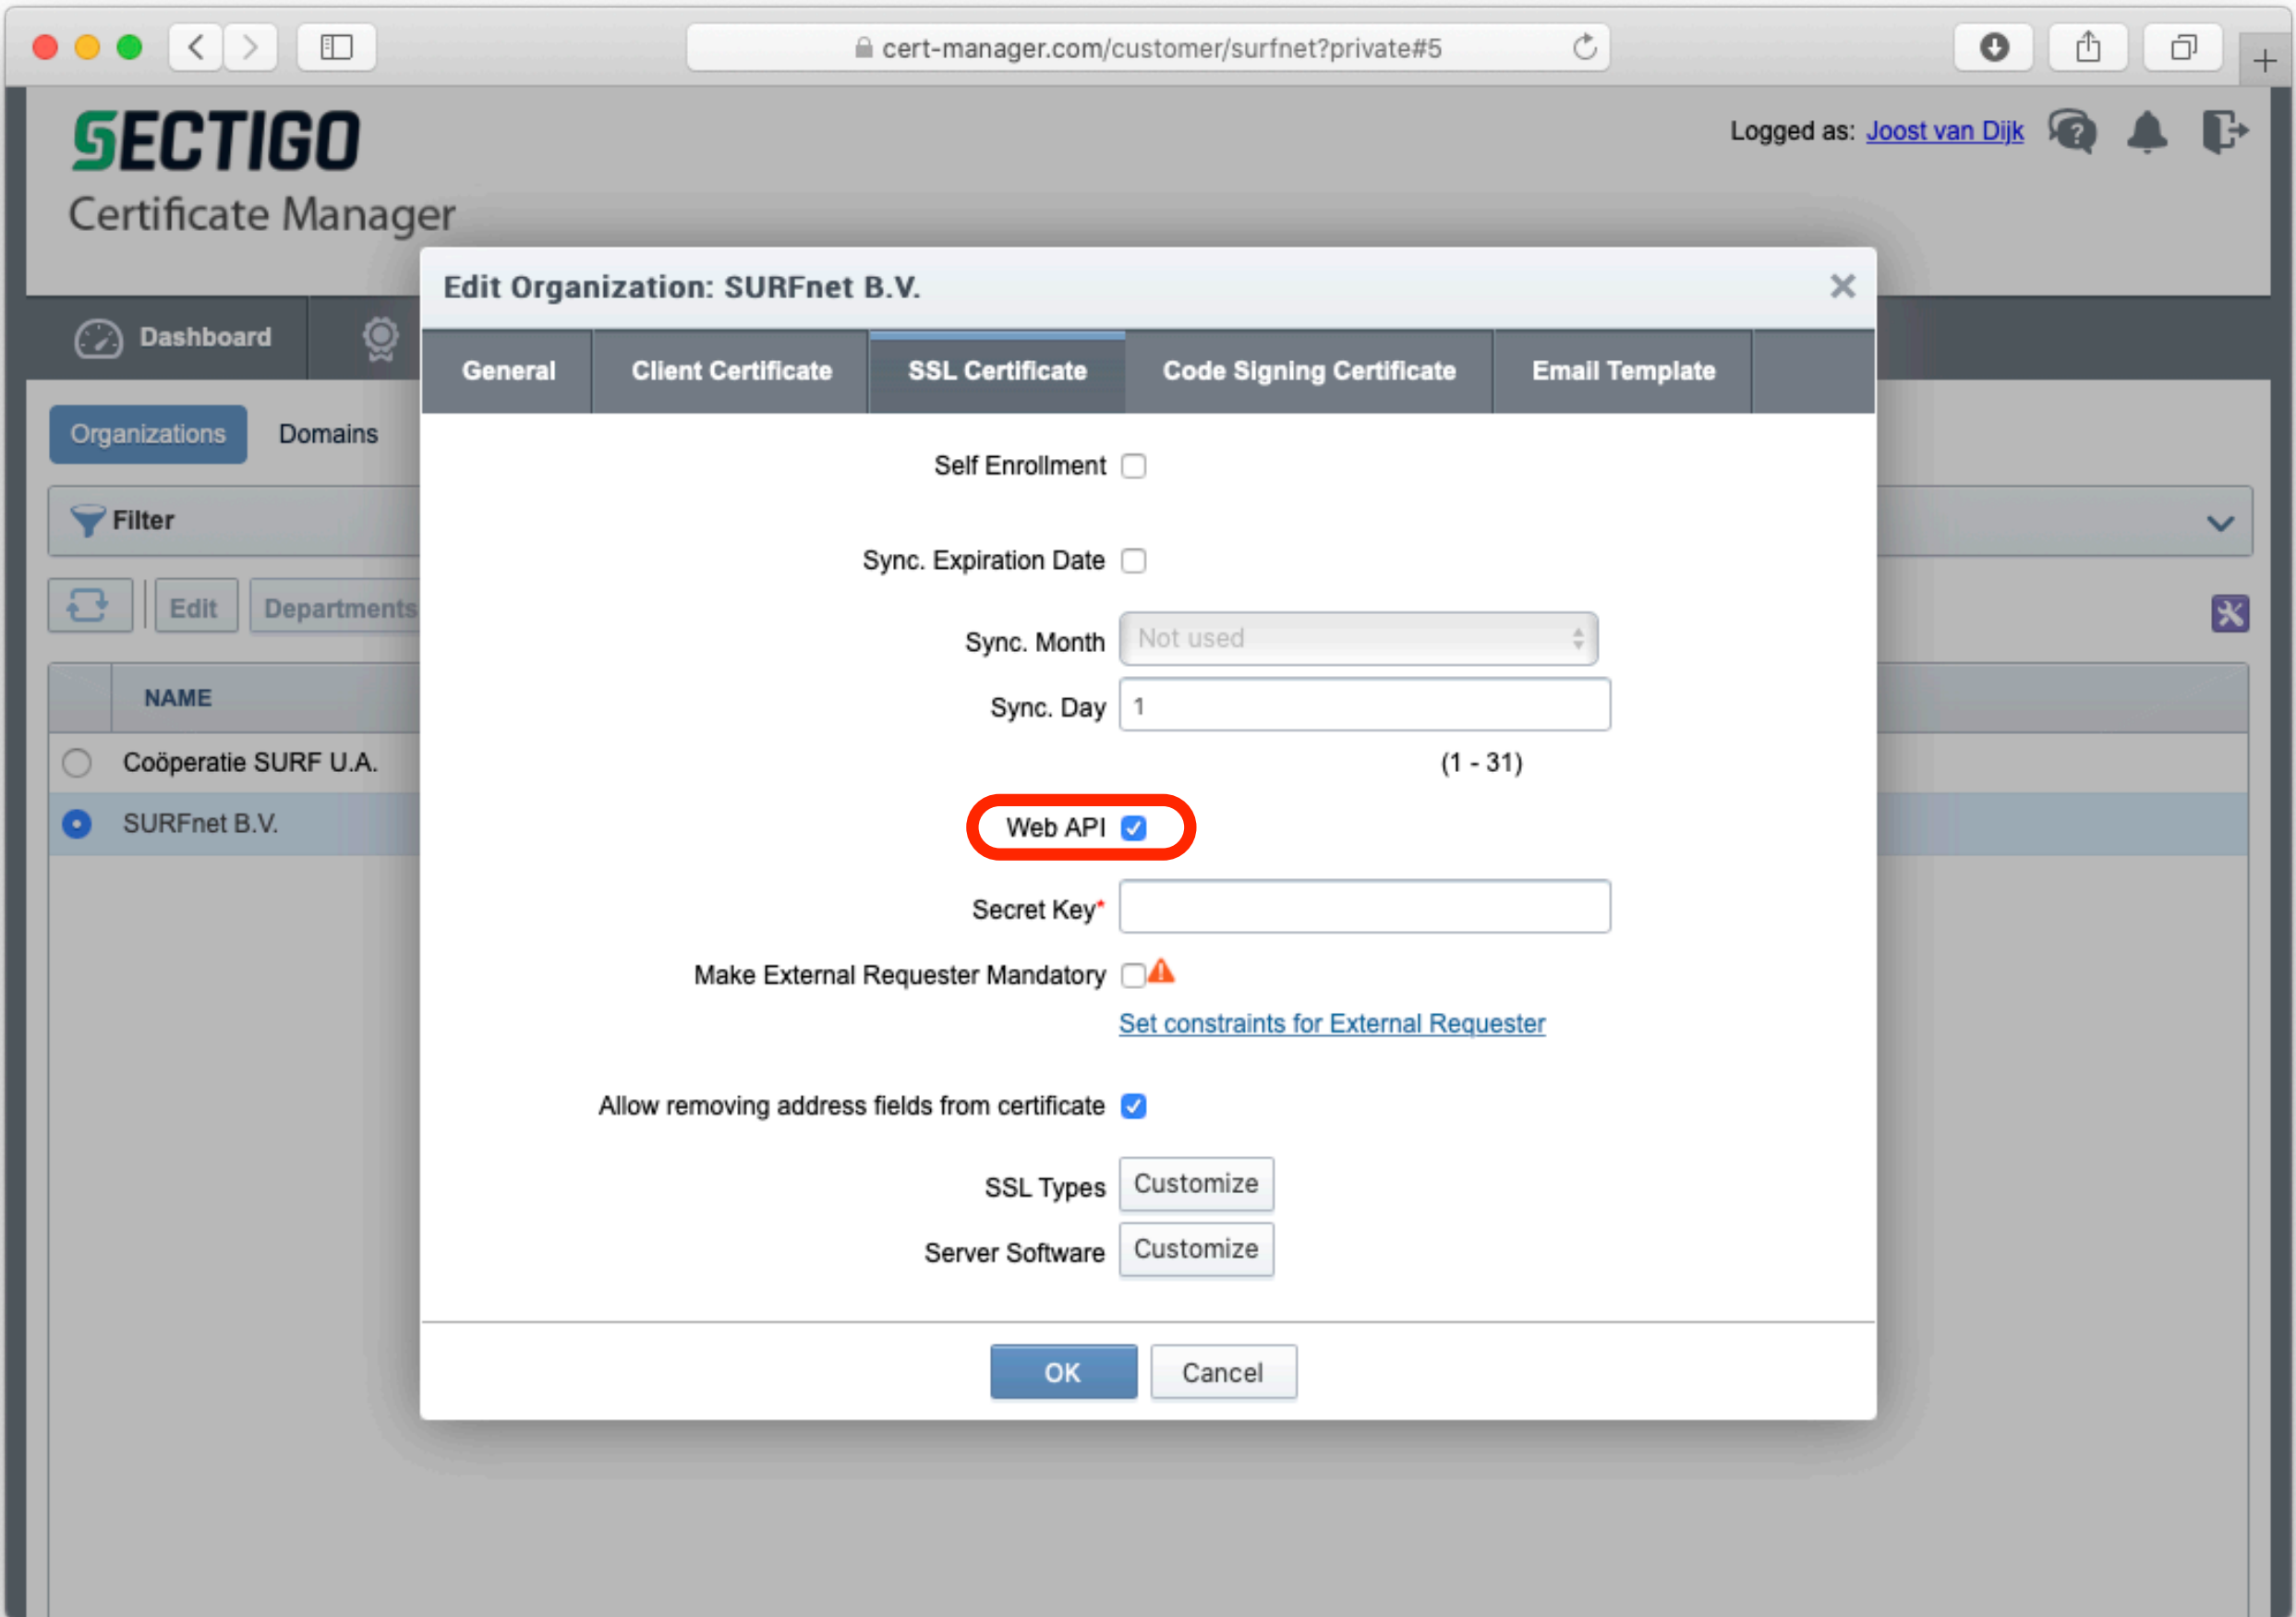 cert-manager.com/customer/surfnet?private#5
SECTIGO
Certificate Manager
Logged as: Joost van Dijk
Edit Organization: SURFnet B.V.
Dashboard
General Client Certificate SSL Certificate Code Signing Certificate Email Template
Organizations Domains
Self Enrollment
Filter
Sync. Expiration Date
Edit Departments
Sync. Month Not used
NAME
Sync. Day 1
Coöperatie SURF U.A.
(1 - 31)
SURFnet B.V.
Web API
Secret Key*
Make External Requester Mandatory
Set constraints for External Requester
Allow removing address fields from certificate
SSL Types Customize
Server Software Customize
OK Cancel